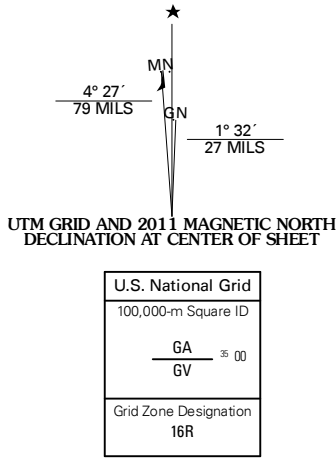 ★
MN
4° 27´
79 MILS
GN
1° 32´
27 MILS
UTM GRID AND 2011 MAGNETIC NORTH
DECLINATION AT CENTER OF SHEET
U.S. National Grid
100,000-m Square ID
GA
GV
35 00
Grid Zone Designation
16R